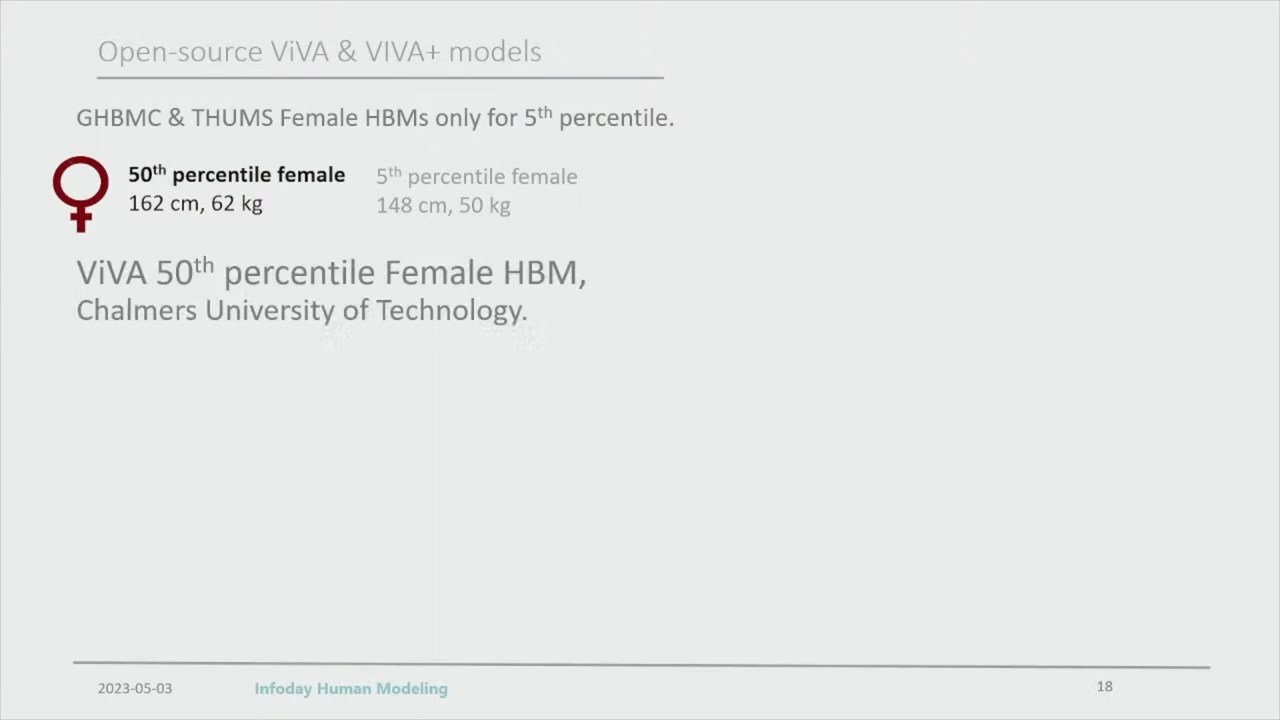 Open-source ViVA & VIVA+ models
GHBMC & THUMS Female HBMs only for 5th percentile.
50th percentile female
162 cm, 62 kg
5th percentile female
148 cm, 50 kg
ViVA 50th percentile Female HBM,
Chalmers University of Technology.
2023-05-03
Infoday Human Modeling
18